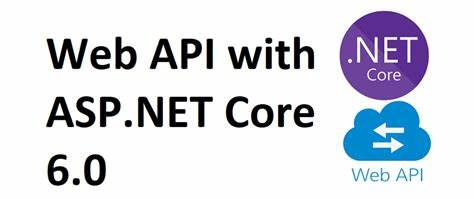 Web API with
ASP.NET Core
6.0
.NET
Core
Web API